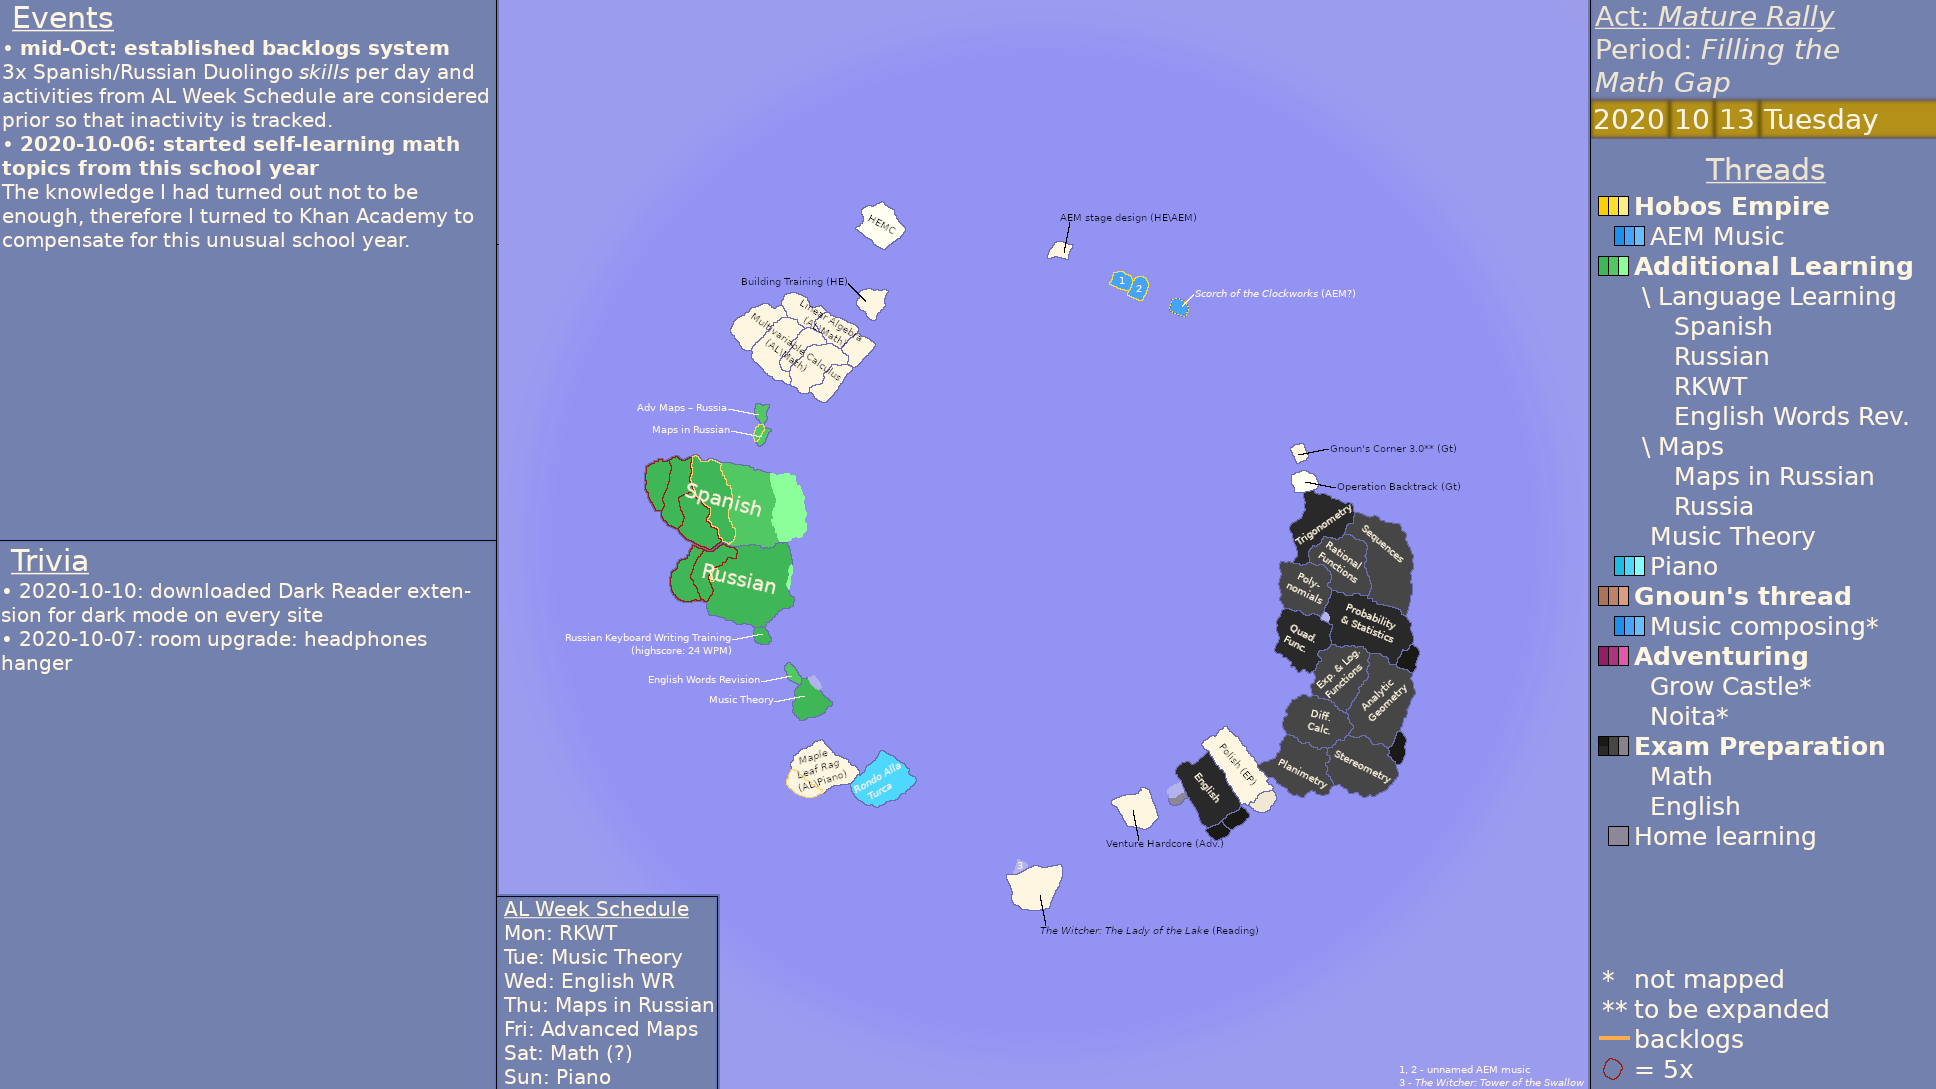 Events
• mid-Oct: established backlogs system
3x Spanish/Russian Duolingo skills per day and
activities from AL Week Schedule are considered
prior so that inactivity is tracked.
• 2020-10-06: started self-learning math
topics from this school year
The knowledge I had turned out not to be
enough, therefore I turned to Khan Academy to
compensate for this unusual school year.
Trivia
• 2020-10-10: downloaded Dark Reader exten-
sion for dark mode on every site
• 2020-10-07: room upgrade: headphones
hanger
HEMC
Building Training (HE)
Linear Algebra
(AL\Math)
Multivariable Calculus
(AL\Math)
Adv Maps – Russia
Maps in Russian
Spanish
Russian
Russian Keyboard Writing Training
(highscore: 24 WPM)
English Words Revision
Music Theory
Maple
Leaf Rag
(AL\Piano)
Rondo Alla
Turca
AEM stage design (HE\AEM)
1
2
Scorch of the Clockworks (AEM?)
Gnoun's Corner 3.0** (Gt)
Operation Backtrack (Gt)
Trigonometry
Sequences
Rational
Functions
Poly-
nomials
Probability
& Statistics
Quad.
Func.
Exp. & Log.
Functions
Analytic
Geometry
Diff.
Calc.
Planimetry
Stereometry
Polish (EP)
English
Venture Hardcore (Adv.)
3
The Witcher: The Lady of the Lake (Reading)
AL Week Schedule
Mon: RKWT
Tue: Music Theory
Wed: English WR
Thu: Maps in Russian
Fri: Advanced Maps
Sat: Math (?)
Sun: Piano
1, 2 - unnamed AEM music
3 - The Witcher: Tower of the Swallow
Act: Mature Rally
Period: Filling the
Math Gap
2020 10 13 Tuesday
Threads
Hobos Empire
AEM Music
Additional Learning
\ Language Learning
Spanish
Russian
RKWT
English Words Rev.
\ Maps
Maps in Russian
Russia
Music Theory
Piano
Gnoun's thread
Music composing*
Adventuring
Grow Castle*
Noita*
Exam Preparation
Math
English
Home learning
* not mapped
** to be expanded
backlogs
= 5x